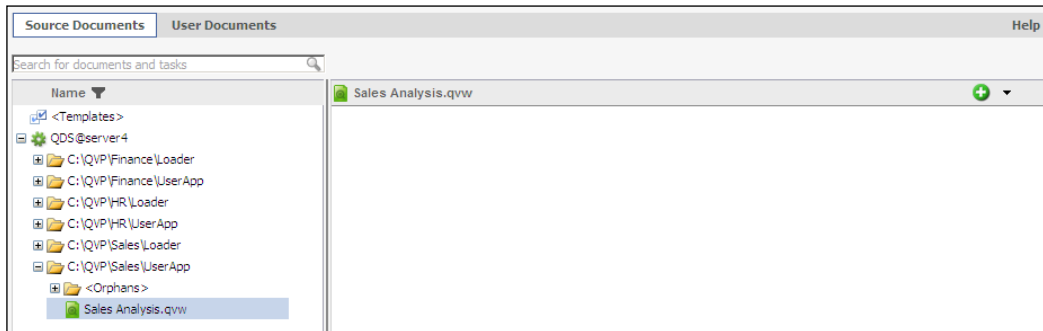 Source Documents User Documents Help
Search for documents and tasks
Name Sales Analysis.qvw
<Templates>
QDS@server4
C:\QVP\Finance\Loader
C:\QVP\Finance\UserApp
C:\QVP\HR\Loader
C:\QVP\HR\UserApp
C:\QVP\Sales\Loader
C:\QVP\Sales\UserApp
<Orphans>
Sales Analysis.qvw